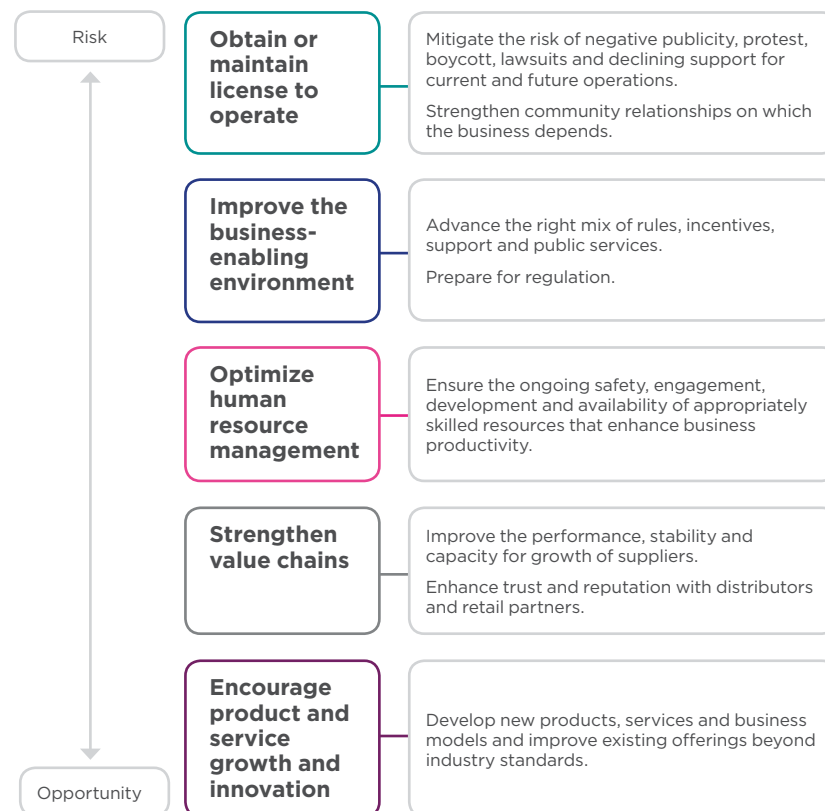 Risk
Obtain or
maintain
license to
operate
Mitigate the risk of negative publicity, protest,
boycott, lawsuits and declining support for
current and future operations.
Strengthen community relationships on which
the business depends.
Improve the
business-
enabling
environment
Advance the right mix of rules, incentives,
support and public services.
Prepare for regulation.
Optimize
human
resource
management
Ensure the ongoing safety, engagement,
development and availability of appropriately
skilled resources that enhance business
productivity.
Strengthen
value chains
Improve the performance, stability and
capacity for growth of suppliers.
Enhance trust and reputation with distributors
and retail partners.
Encourage
product and
service
growth and
innovation
Develop new products, services and business
models and improve existing offerings beyond
industry standards.
Opportunity